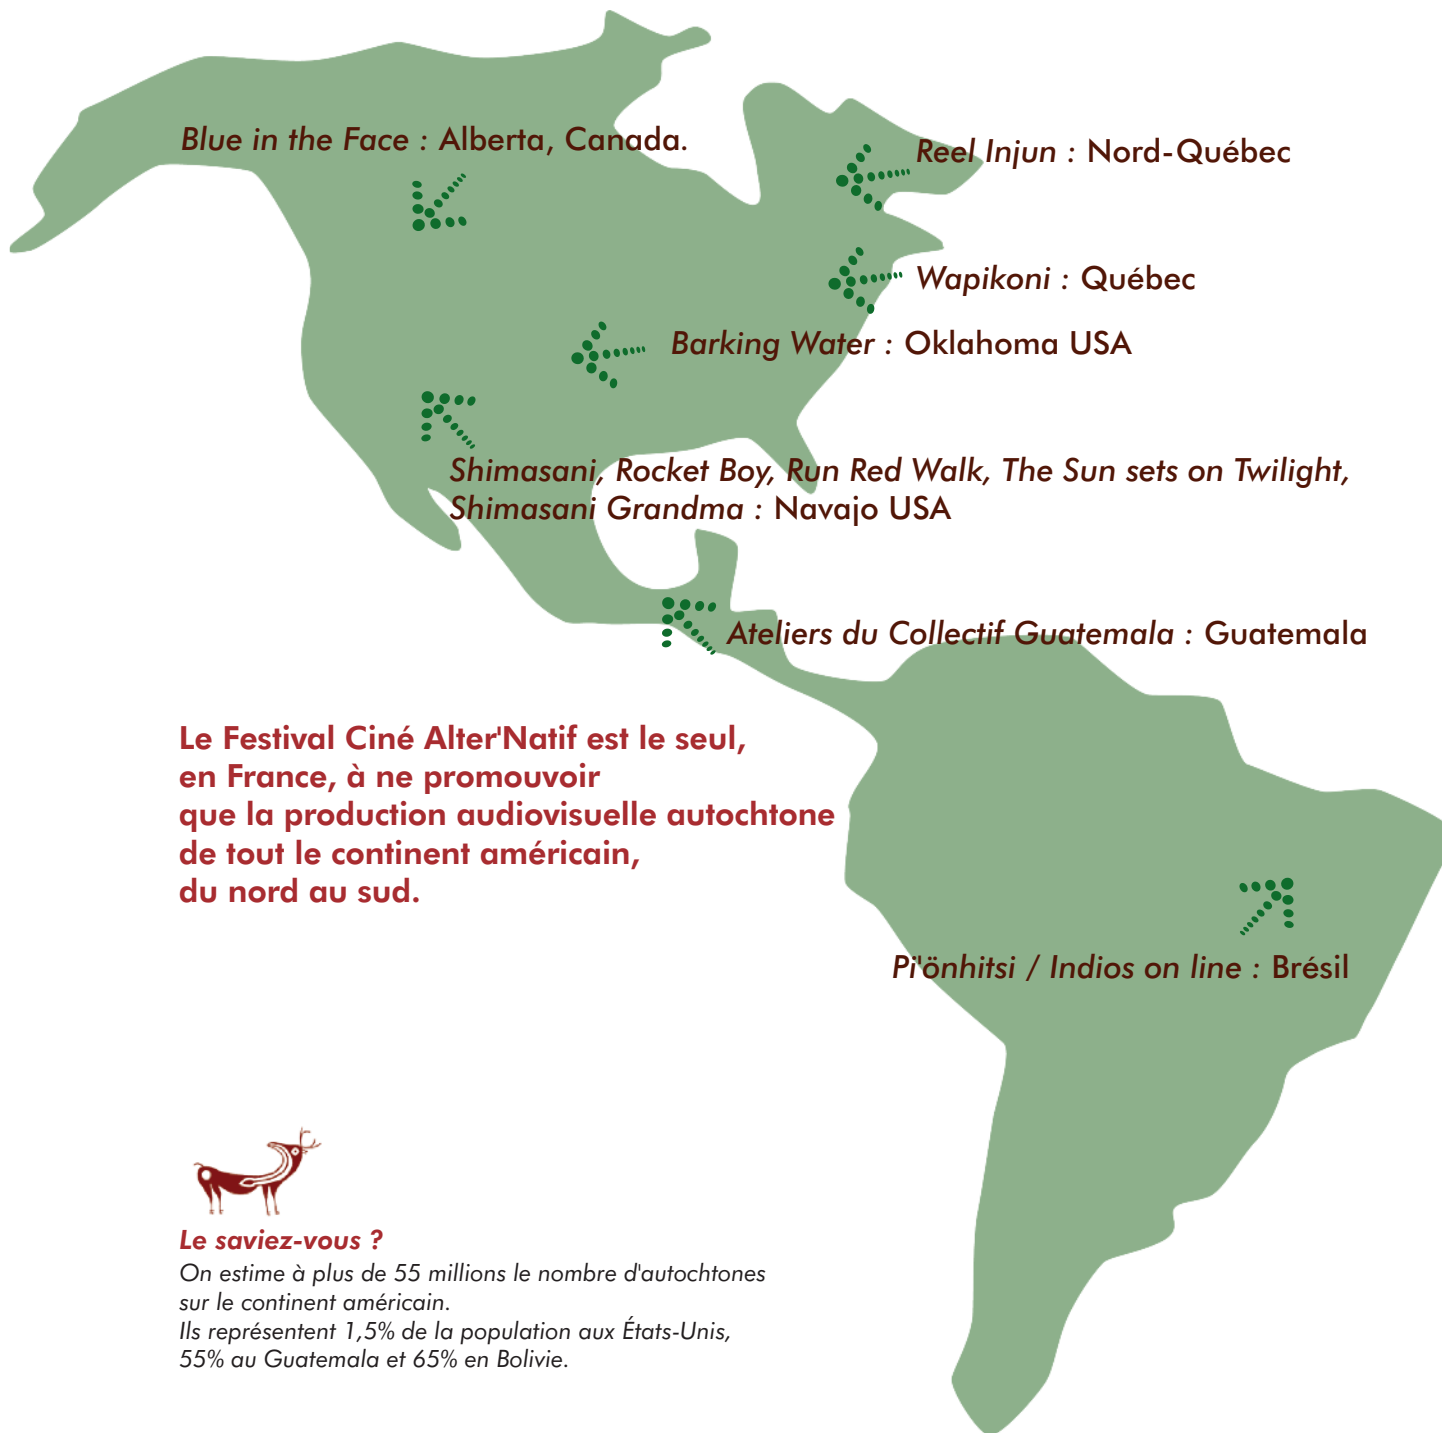 Blue in the Face : Alberta, Canada.
Reel Injun : Nord-Québec
Wapikoni : Québec
Barking Water : Oklahoma USA
Shimasani, Rocket Boy, Run Red Walk, The Sun sets on Twilight,
Shimasani Grandma : Navajo USA
Ateliers du Collectif Guatemala : Guatemala
Le Festival Ciné Alter'Natif est le seul,
en France, à ne promouvoir
que la production audiovisuelle autochtone
de tout le continent américain,
du nord au sud.
Pi'önhitsi / Indios on line : Brésil
Le saviez-vous ?
On estime à plus de 55 millions le nombre d'autochtones
sur le continent américain.
Ils représentent 1,5% de la population aux États-Unis,
55% au Guatemala et 65% en Bolivie.